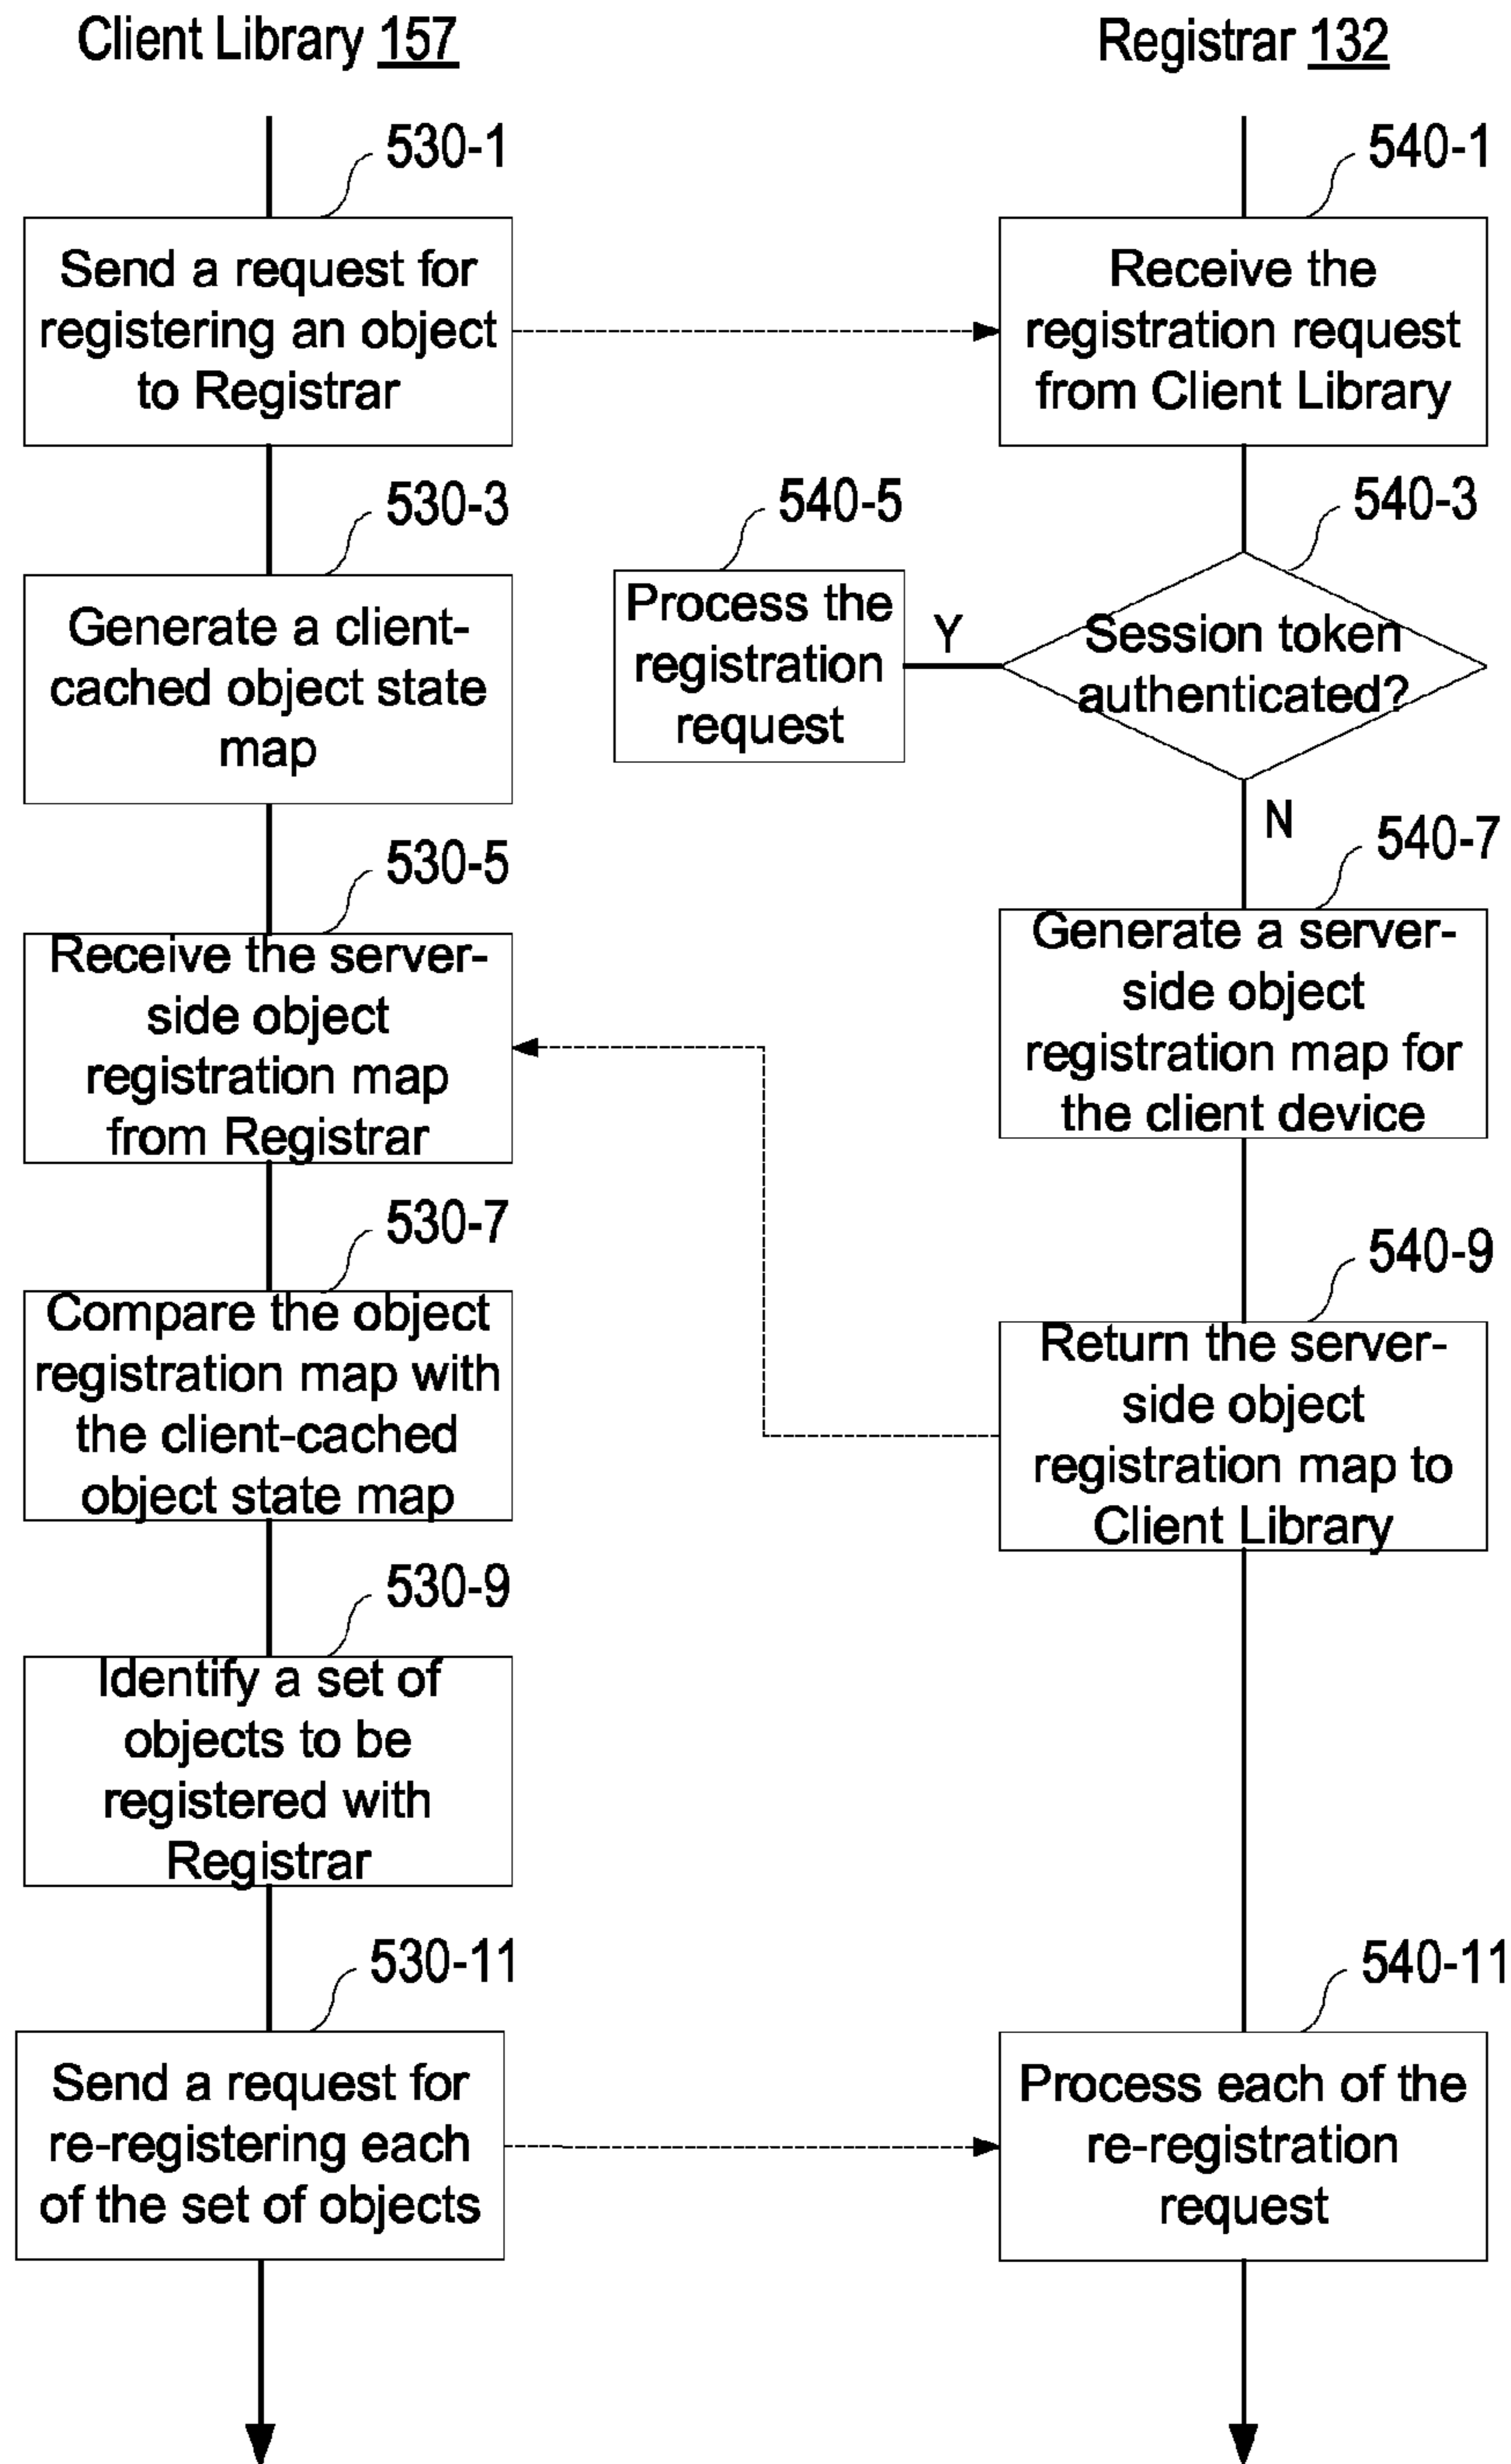 Client Library 157
Registrar 132
530-1
540-1
Send a request for
registering an object
to Registrar
Receive the
registration request
from Client Library
530-3
540-5
540-3
Generate a client-
cached object state
map
Process the
registration
request
Y
Session token
authenticated?
N
530-5
540-7
Receive the server-
side object
registration map
from Registrar
Generate a server-
side object
registration map for
the client device
530-7
540-9
Compare the object
registration map with
the client-cached
object state map
Return the server-
side object
registration map to
Client Library
530-9
Identify a set of
objects to be
registered with
Registrar
530-11
540-11
Send a request for
re-registering each
of the set of objects
Process each of the
re-registration
request